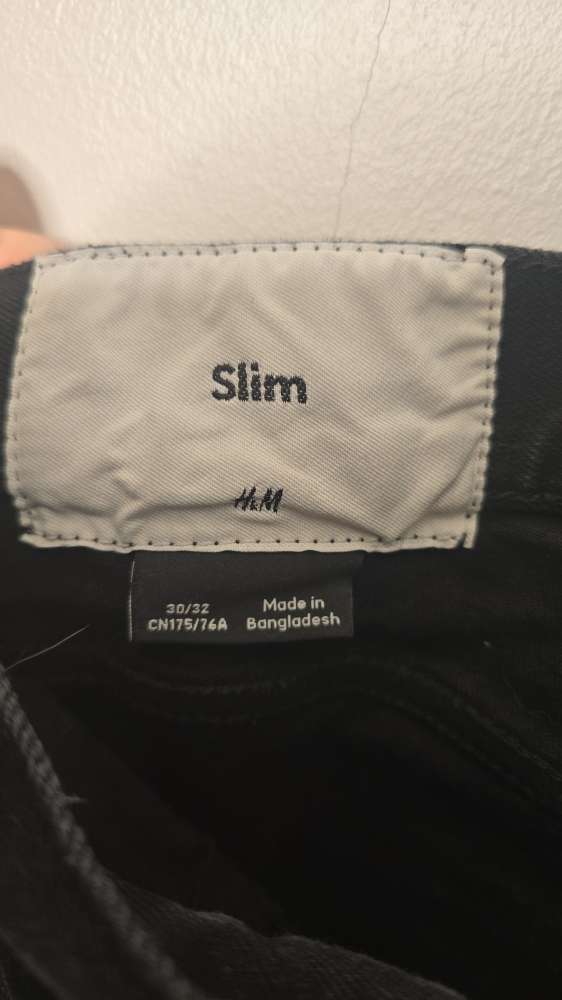 Slim
H&M
30/32
CN175/76A
Made in
Bangladesh